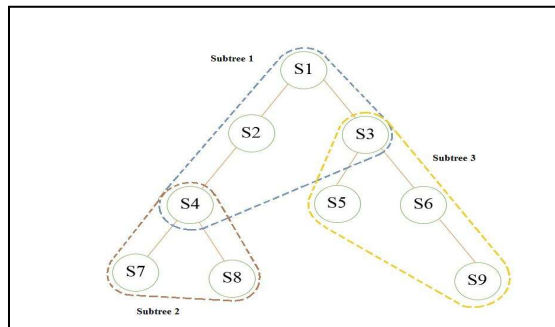 Subtree 1
S1
S2
S3
Subtree 3
S4
S5
S6
S7
S8
S9
Subtree 2